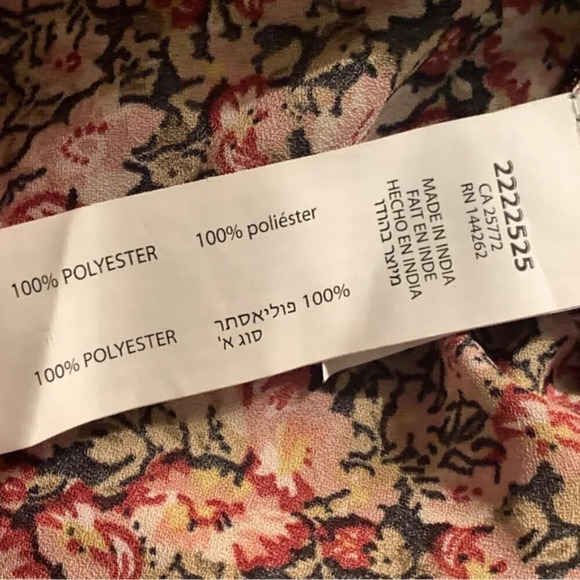 100% POLYESTER
100% poliéster
100% POLYESTER
100% פוליאסתר
סוג א'
MADE IN INDIA
FAIT EN INDE
HECHO EN INDIA
מיוצר בהודו
2222525
CA 25772
RN 144262